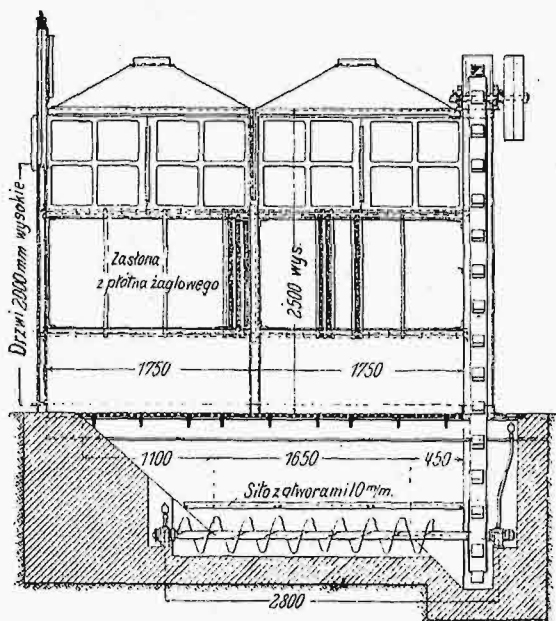 Drzwi 2000 mm wysokie
Zasłona
z płótna żaglowego
2500 wys.
1750
1750
1100
1650
450
Sito z otworami 10 m/m.
2800